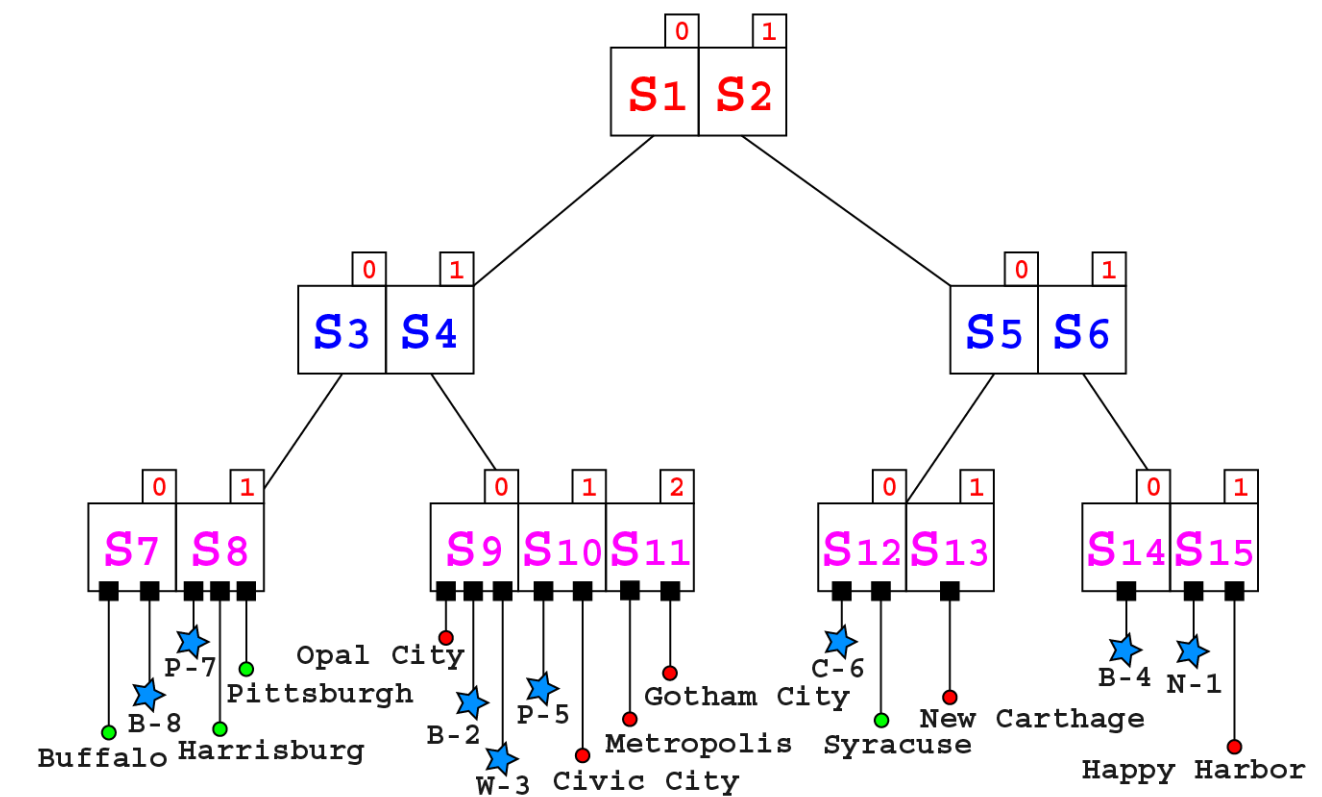 0 1
S1 S2
0 1 0 1
S3 S4 S5 S6
0 1 0 1 2 0 1 0 1
S7 S8 S9 S10 S11 S12 S13 S14 S15
Opal City P-7 C-6 B-4 N-1
Pittsburgh Gotham City
B-8 B-2 P-5 New Carthage
Buffalo Harrisburg Metropolis Syracuse
W-3 Civic City Happy Harbor